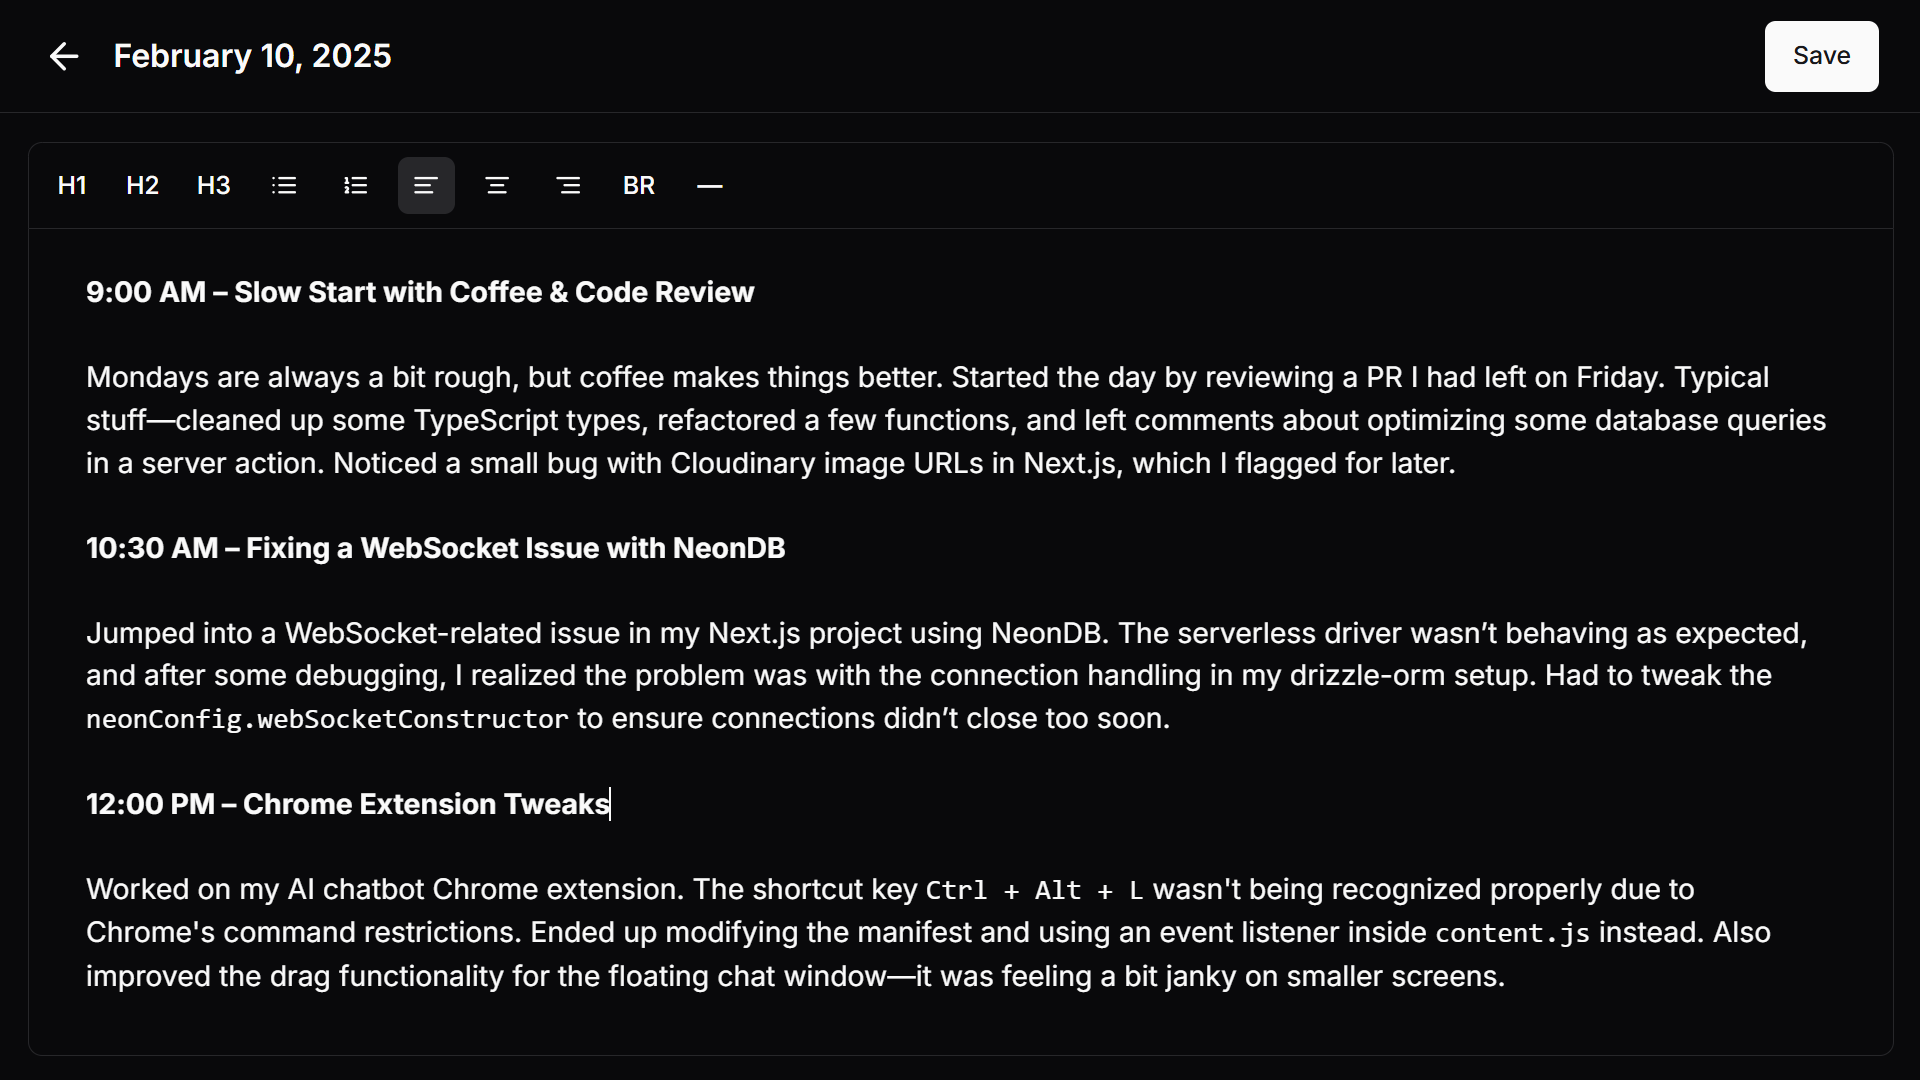 February 10, 2025
Save
H1 H2 H3 BR —
9:00 AM – Slow Start with Coffee & Code Review
Mondays are always a bit rough, but coffee makes things better. Started the day by reviewing a PR I had left on Friday. Typical
stuff—cleaned up some TypeScript types, refactored a few functions, and left comments about optimizing some database queries
in a server action. Noticed a small bug with Cloudinary image URLs in Next.js, which I flagged for later.
10:30 AM – Fixing a WebSocket Issue with NeonDB
Jumped into a WebSocket-related issue in my Next.js project using NeonDB. The serverless driver wasn’t behaving as expected,
and after some debugging, I realized the problem was with the connection handling in my drizzle-orm setup. Had to tweak the
neonConfig.webSocketConstructor to ensure connections didn’t close too soon.
12:00 PM – Chrome Extension Tweaks
Worked on my AI chatbot Chrome extension. The shortcut key Ctrl + Alt + L wasn't being recognized properly due to
Chrome's command restrictions. Ended up modifying the manifest and using an event listener inside content.js instead. Also
improved the drag functionality for the floating chat window—it was feeling a bit janky on smaller screens.